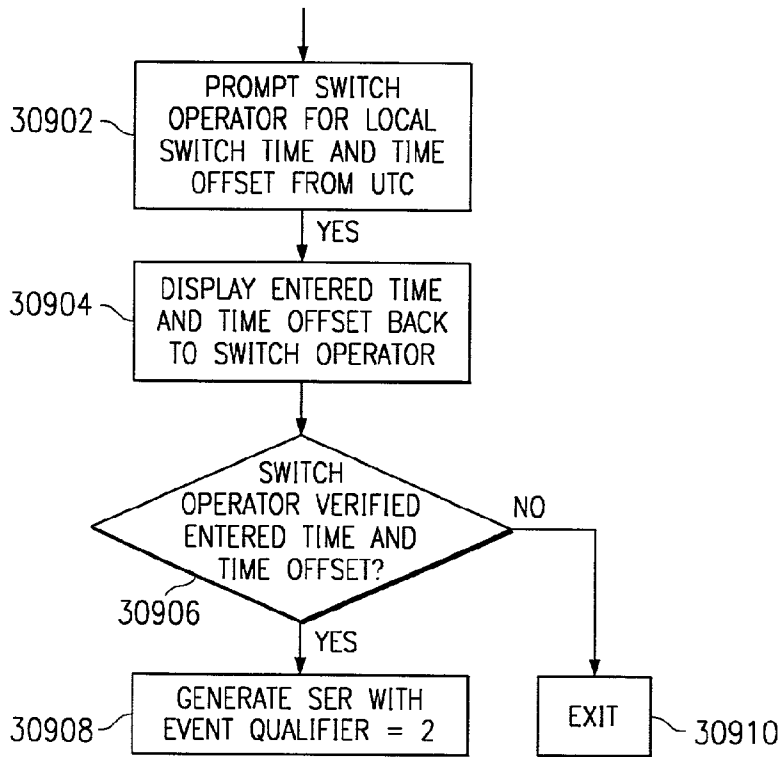 30902
PROMPT SWITCH
OPERATOR FOR LOCAL
SWITCH TIME AND TIME
OFFSET FROM UTC
YES
30904
DISPLAY ENTERED TIME
AND TIME OFFSET BACK
TO SWITCH OPERATOR
SWITCH
OPERATOR VERIFIED
ENTERED TIME AND
TIME OFFSET?
NO
30906
YES
30908
GENERATE SER WITH
EVENT QUALIFIER = 2
EXIT
30910